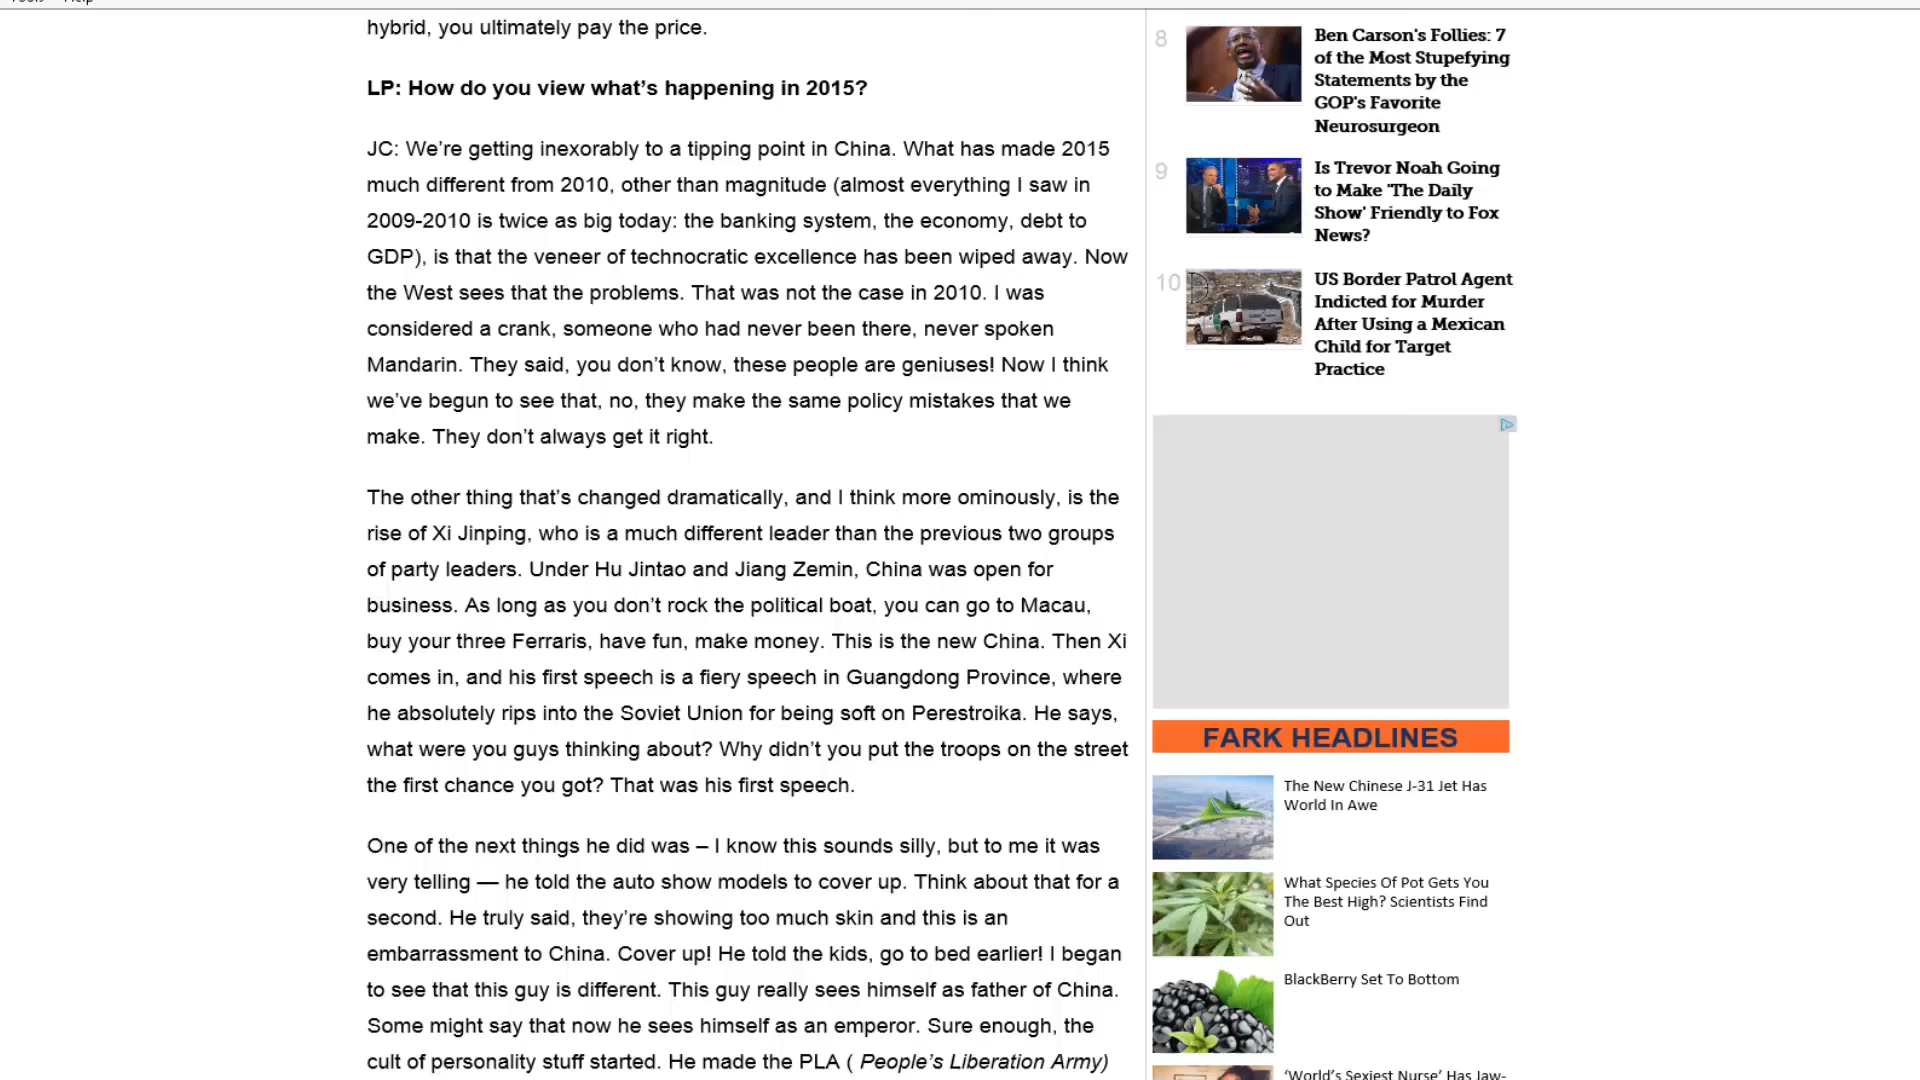 hybrid, you ultimately pay the price.
LP: How do you view what’s happening in 2015?
JC: We’re getting inexorably to a tipping point in China. What has made 2015
much different from 2010, other than magnitude (almost everything I saw in
2009-2010 is twice as big today: the banking system, the economy, debt to
GDP), is that the veneer of technocratic excellence has been wiped away. Now
the West sees that the problems. That was not the case in 2010. I was
considered a crank, someone who had never been there, never spoken
Mandarin. They said, you don’t know, these people are geniuses! Now I think
we’ve begun to see that, no, they make the same policy mistakes that we
make. They don’t always get it right.
The other thing that’s changed dramatically, and I think more ominously, is the
rise of Xi Jinping, who is a much different leader than the previous two groups
of party leaders. Under Hu Jintao and Jiang Zemin, China was open for
business. As long as you don’t rock the political boat, you can go to Macau,
buy your three Ferraris, have fun, make money. This is the new China. Then Xi
comes in, and his first speech is a fiery speech in Guangdong Province, where
he absolutely rips into the Soviet Union for being soft on Perestroika. He says,
what were you guys thinking about? Why didn’t you put the troops on the street
the first chance you got? That was his first speech.
One of the next things he did was – I know this sounds silly, but to me it was
very telling — he told the auto show models to cover up. Think about that for a
second. He truly said, they’re showing too much skin and this is an
embarrassment to China. Cover up! He told the kids, go to bed earlier! I began
to see that this guy is different. This guy really sees himself as father of China.
Some might say that now he sees himself as an emperor. Sure enough, the
cult of personality stuff started. He made the PLA ( People’s Liberation Army)
8
Ben Carson's Follies: 7
of the Most Stupefying
Statements by the
GOP's Favorite
Neurosurgeon
9
Is Trevor Noah Going
to Make 'The Daily
Show' Friendly to Fox
News?
10
US Border Patrol Agent
Indicted for Murder
After Using a Mexican
Child for Target
Practice
FARK HEADLINES
The New Chinese J-31 Jet Has
World In Awe
What Species Of Pot Gets You
The Best High? Scientists Find
Out
BlackBerry Set To Bottom
‘World’s Sexiest Nurse’ Has Jaw-